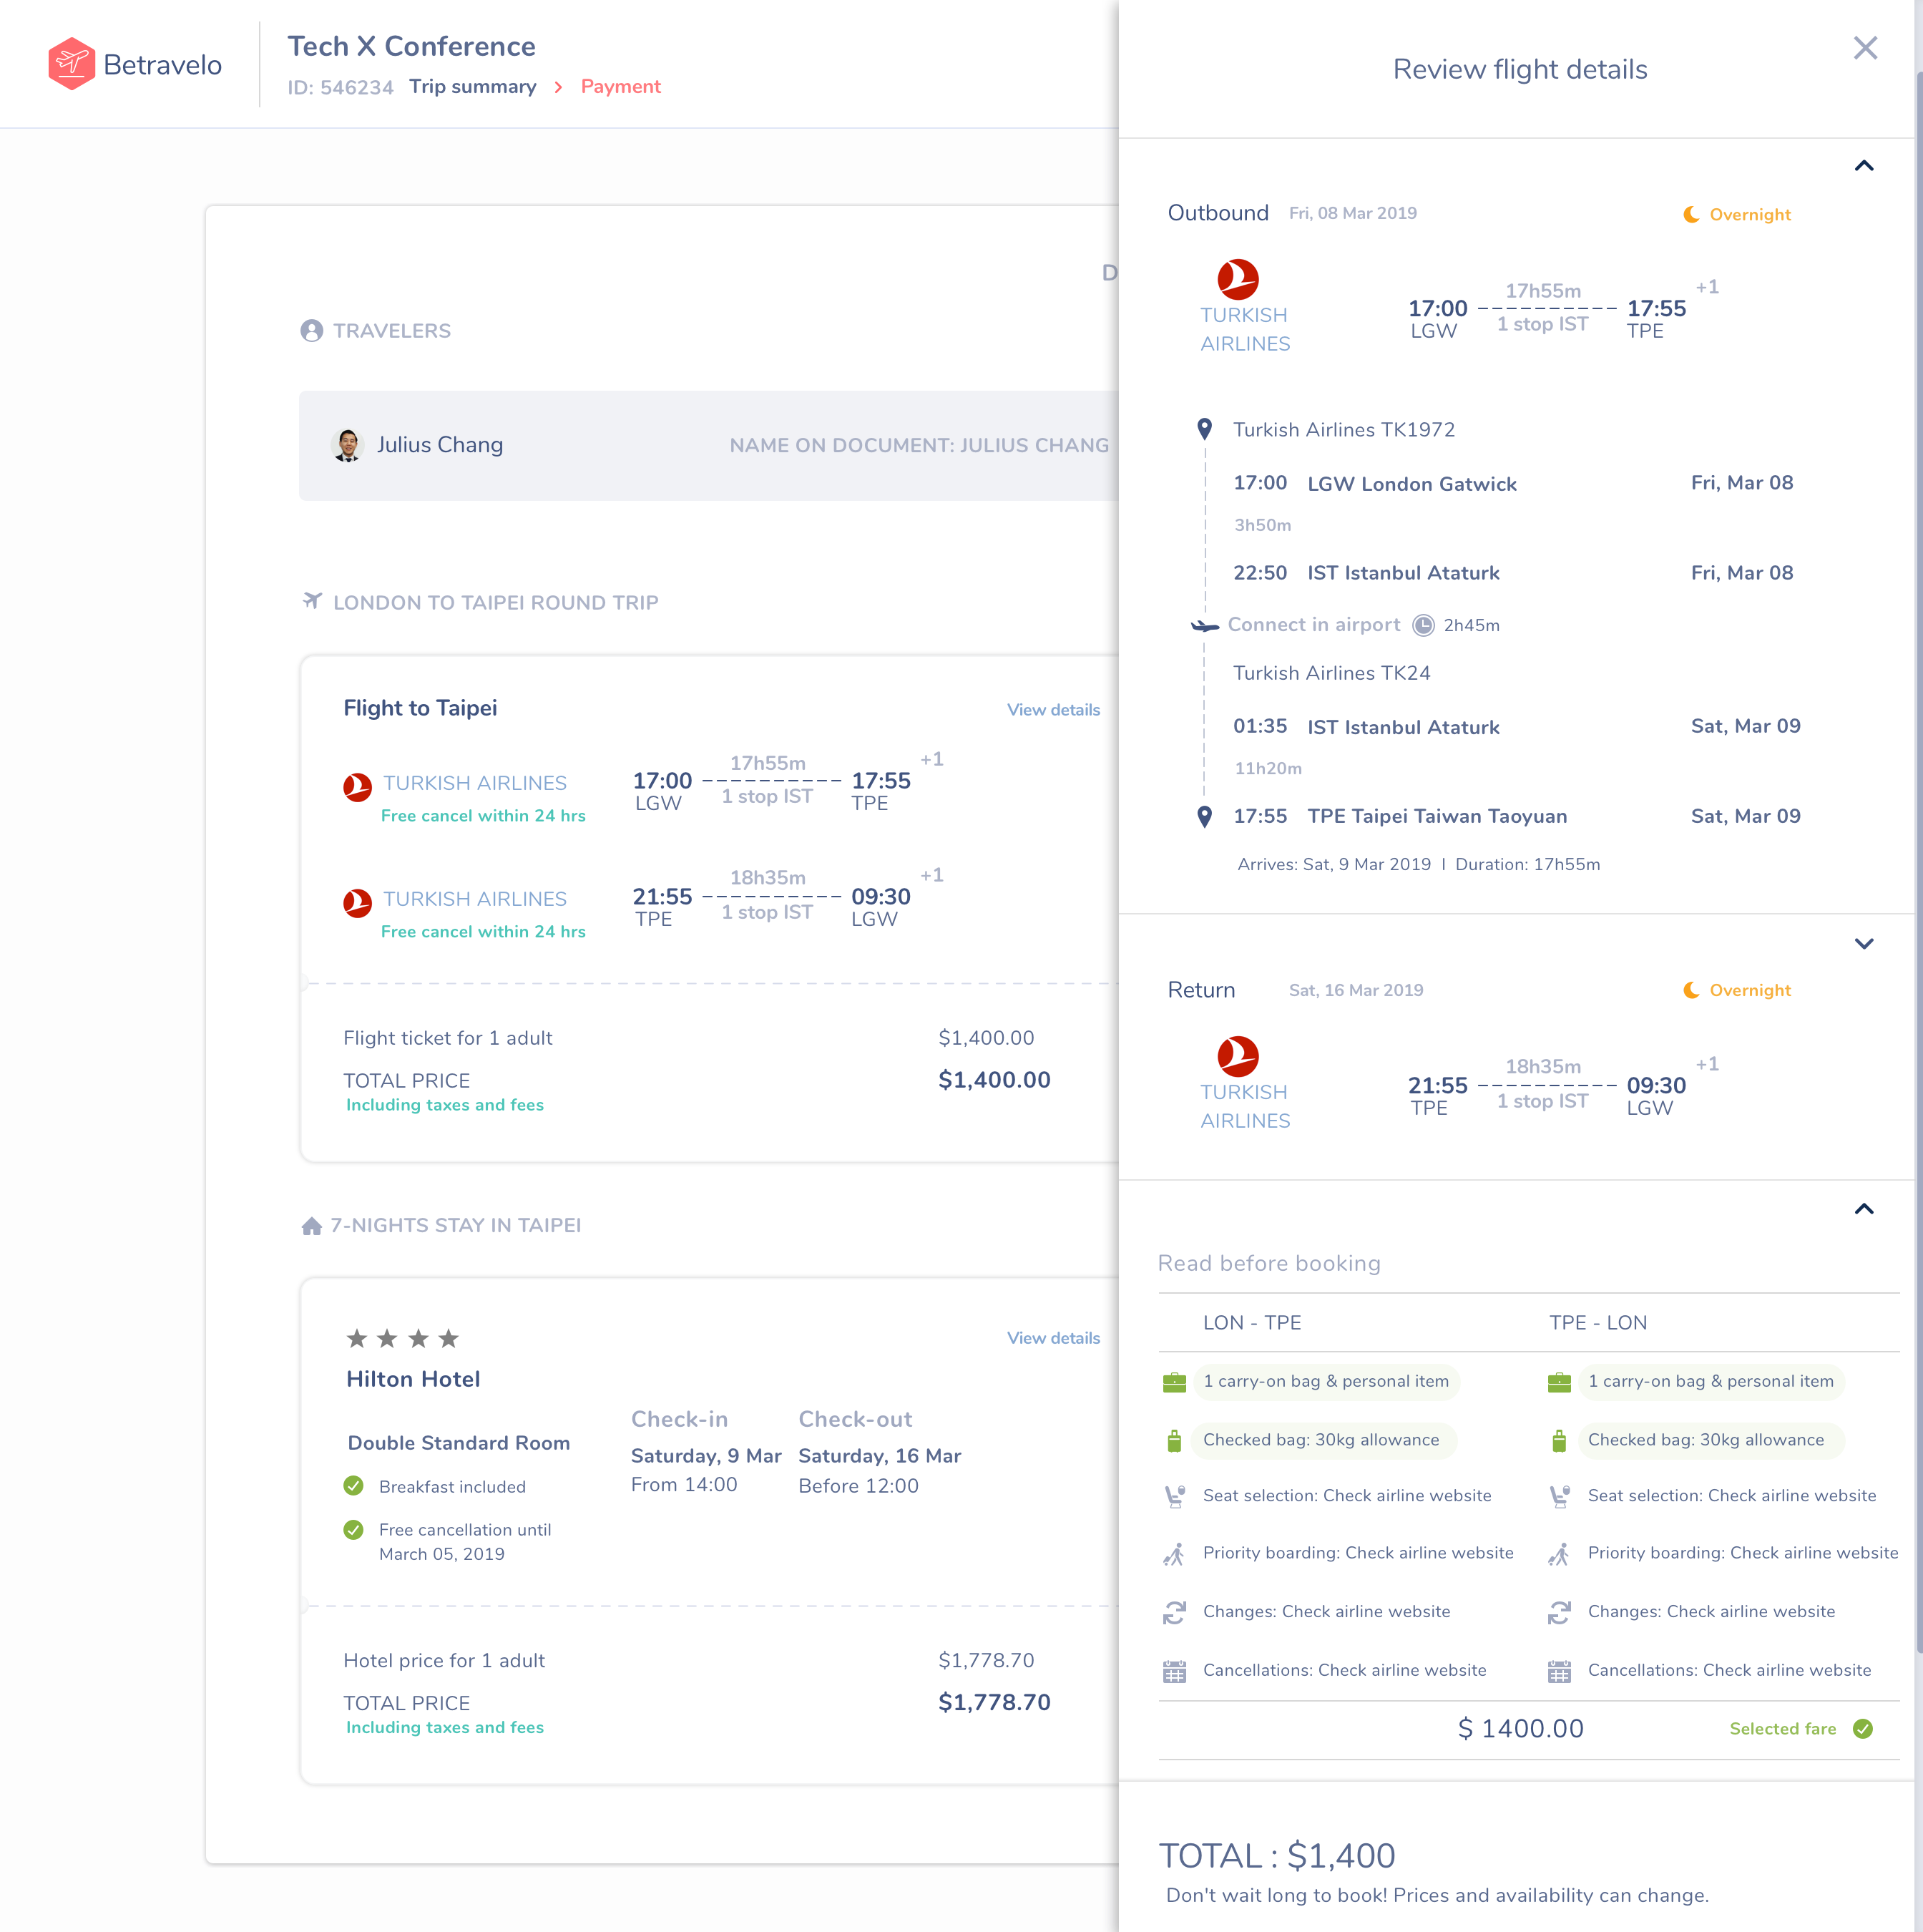 Betravelo
Tech X Conference
ID: 546234 Trip summary > Payment
D
TRAVELERS
Julius Chang NAME ON DOCUMENT: JULIUS CHANG
LONDON TO TAIPEI ROUND TRIP
Flight to Taipei View details
TURKISH AIRLINES
Free cancel within 24 hrs
17h55m +1
17:00 17:55
LGW 1 stop IST TPE
TURKISH AIRLINES
Free cancel within 24 hrs
18h35m +1
21:55 09:30
TPE 1 stop IST LGW
Flight ticket for 1 adult $1,400.00
TOTAL PRICE $1,400.00
Including taxes and fees
7-NIGHTS STAY IN TAIPEI
View details
Hilton Hotel
Double Standard Room
Breakfast included
Free cancellation until
March 05, 2019
Check-in Check-out
Saturday, 9 Mar Saturday, 16 Mar
From 14:00 Before 12:00
Hotel price for 1 adult $1,778.70
TOTAL PRICE $1,778.70
Including taxes and fees
Review flight details
Outbound Fri, 08 Mar 2019 Overnight
TURKISH
AIRLINES
17h55m +1
17:00 17:55
LGW 1 stop IST TPE
Turkish Airlines TK1972
17:00 LGW London Gatwick Fri, Mar 08
3h50m
22:50 IST Istanbul Ataturk Fri, Mar 08
Connect in airport 2h45m
Turkish Airlines TK24
01:35 IST Istanbul Ataturk Sat, Mar 09
11h20m
17:55 TPE Taipei Taiwan Taoyuan Sat, Mar 09
Arrives: Sat, 9 Mar 2019 I Duration: 17h55m
Return Sat, 16 Mar 2019 Overnight
TURKISH
AIRLINES
18h35m +1
21:55 09:30
TPE 1 stop IST LGW
Read before booking
LON - TPE TPE - LON
1 carry-on bag & personal item 1 carry-on bag & personal item
Checked bag: 30kg allowance Checked bag: 30kg allowance
Seat selection: Check airline website Seat selection: Check airline website
Priority boarding: Check airline website Priority boarding: Check airline website
Changes: Check airline website Changes: Check airline website
Cancellations: Check airline website Cancellations: Check airline website
$ 1400.00 Selected fare
TOTAL : $1,400
Don't wait long to book! Prices and availability can change.